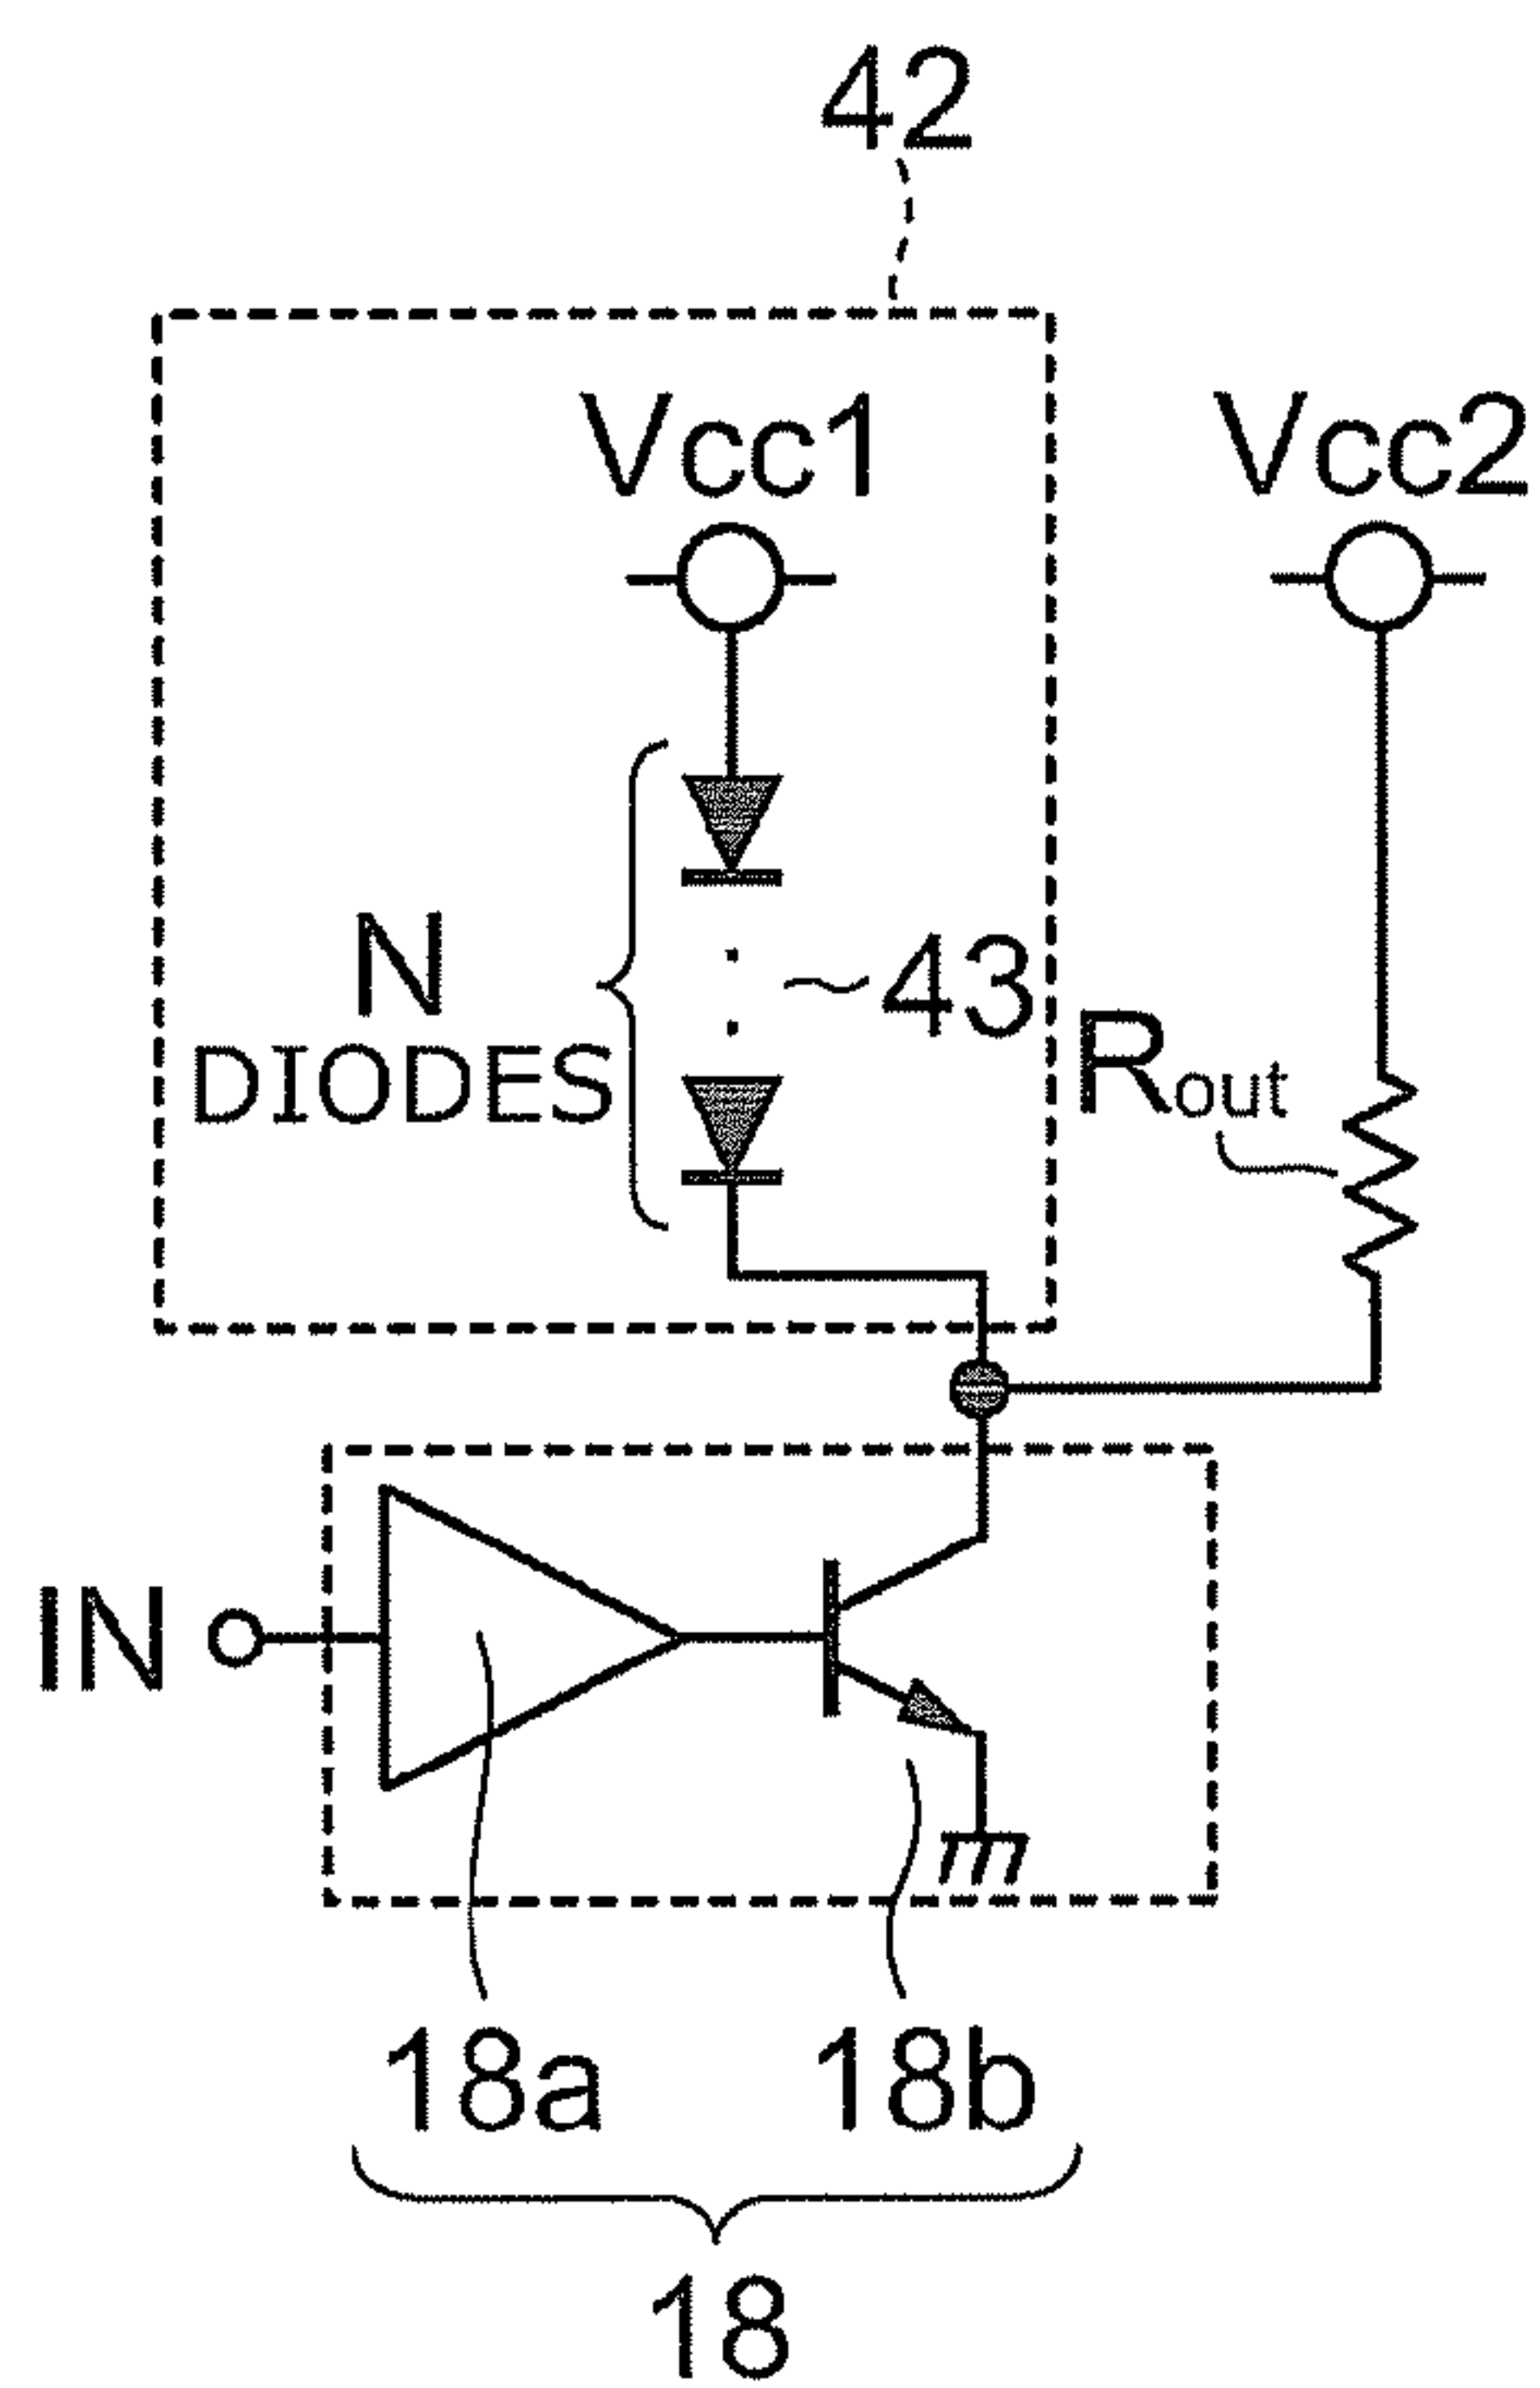 42
Vcc1 Vcc2
N
DIODES
43
Rout
IN
18a 18b
18